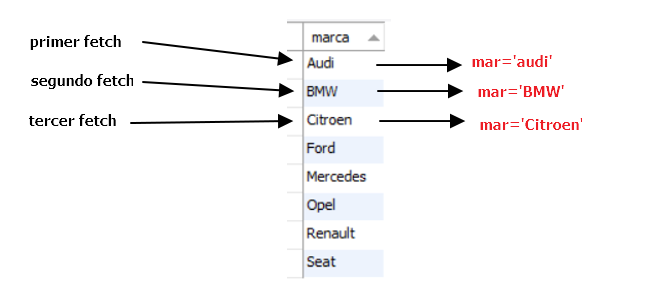 marca
primer fetch Audi mar='audi'
segundo fetch BMW mar='BMW'
tercer fetch Citroen mar='Citroen'
Ford
Mercedes
Opel
Renault
Seat